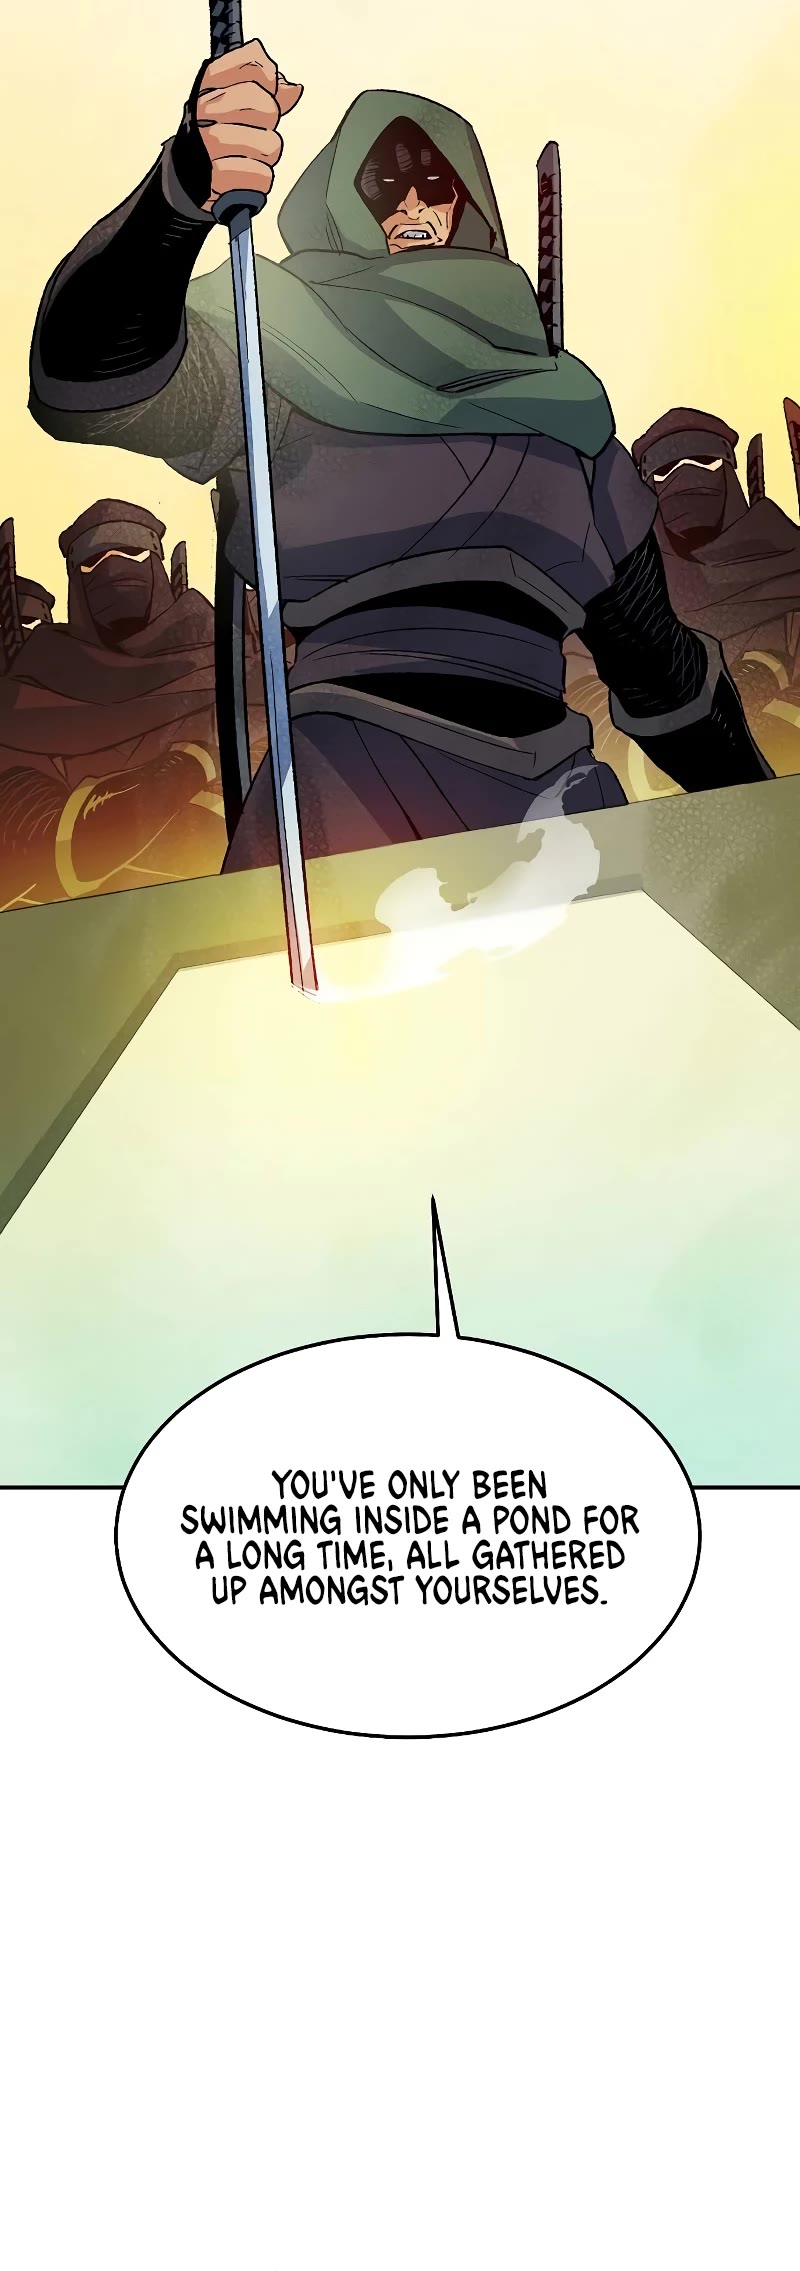 YOU'VE ONLY BEEN
SWIMMING INSIDE A POND FOR
A LONG TIME, ALL GATHERED
UP AMONGST YOURSELVES.